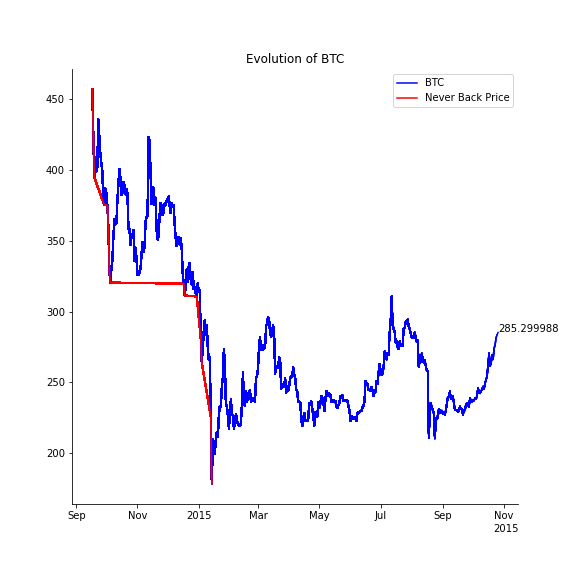 Evolution of BTC
BTC
Never Back Price
450
400
350
300
250
200
285.299988
Sep
Nov
2015
Mar
May
Jul
Sep
Nov
2015